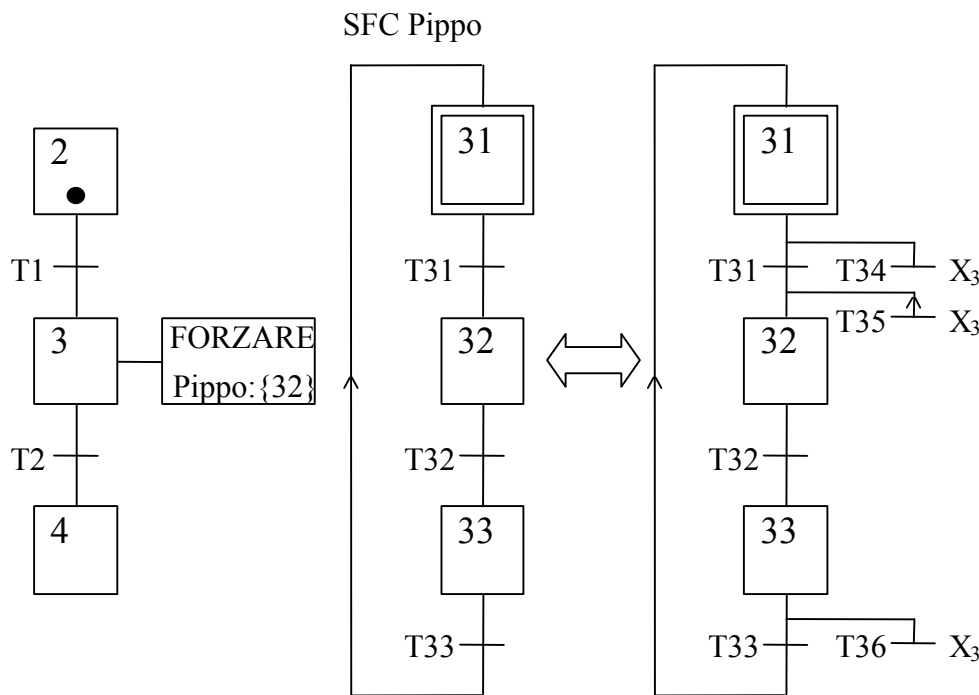 SFC Pippo
2
T1
3
FORZARE
Pippo:{32}
T2
4
31
T31
32
T32
33
T33
31
T31 T34 X₃
T35 X₃
32
T32
33
T33 T36 X₃